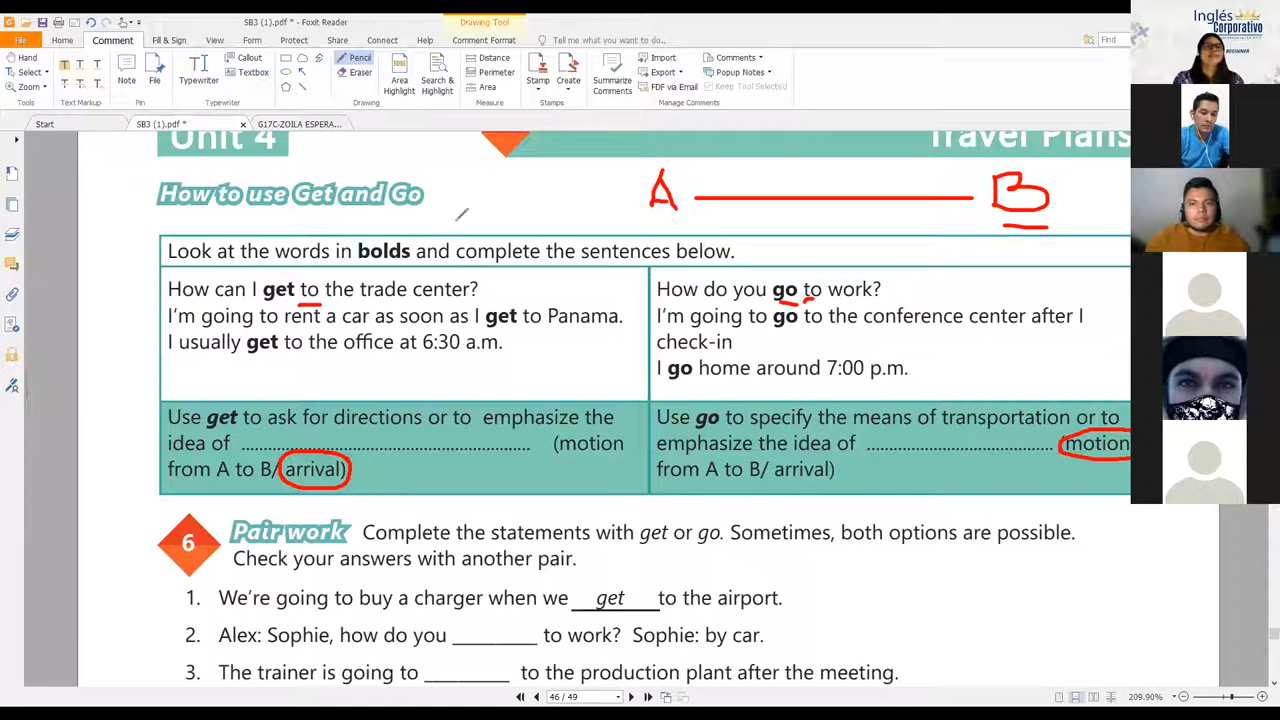 SB3 (1).pdf * - Foxit Reader
Drawing Tool
File Home Comment Fill & Sign View Form Protect Share Connect Help Comment Format Tell me what you want to do... Find
Hand
Select
Zoom
Tools
Text Markup
Note
File
Pin
Typewriter
Callout
Textbox
Typewriter
Pencil
Eraser
Drawing
Area Highlight
Search & Highlight
Distance
Perimeter
Area
Measure
Stamp
Create
Stamps
Summarize Comments
Import
Export
FDF via Email
Comments
Popup Notes
Keep Tool Selected
Manage Comments
Inglés
Corporativo
BEGINNER
Start SB3 (1).pdf * G17C-ZOILA ESPERA...
Unit 4 Travel Plans
How to use Get and Go
A B
Look at the words in bolds and complete the sentences below.
How can I get to the trade center?
I'm going to rent a car as soon as I get to Panama.
I usually get to the office at 6:30 a.m.
How do you go to work?
I'm going to go to the conference center after I
check-in
I go home around 7:00 p.m.
Use get to ask for directions or to emphasize the
idea of ........................................................ (motion
from A to B/ arrival)
Use go to specify the means of transportation or to
emphasize the idea of .................................... (motion
from A to B/ arrival)
6 Pair work Complete the statements with get or go. Sometimes, both options are possible.
Check your answers with another pair.
1. We're going to buy a charger when we get to the airport.
2. Alex: Sophie, how do you ________ to work? Sophie: by car.
3. The trainer is going to ________ to the production plant after the meeting.
46 / 49
209.90%